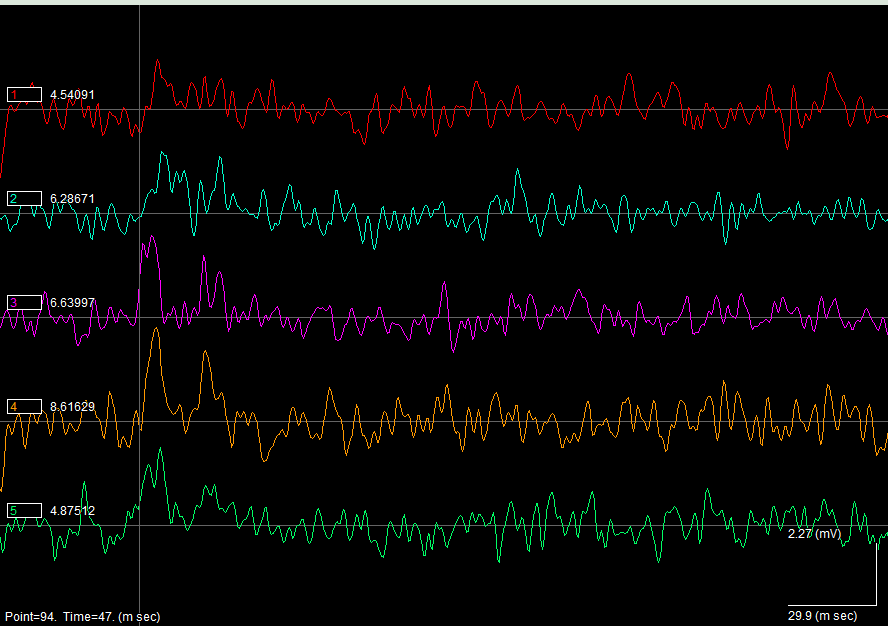 1 4.54091
2 6.28671
3 6.63997
4 8.61629
5 4.87512
2.27 (mV)
29.9 (m sec)
Point=94. Time=47. (m sec)